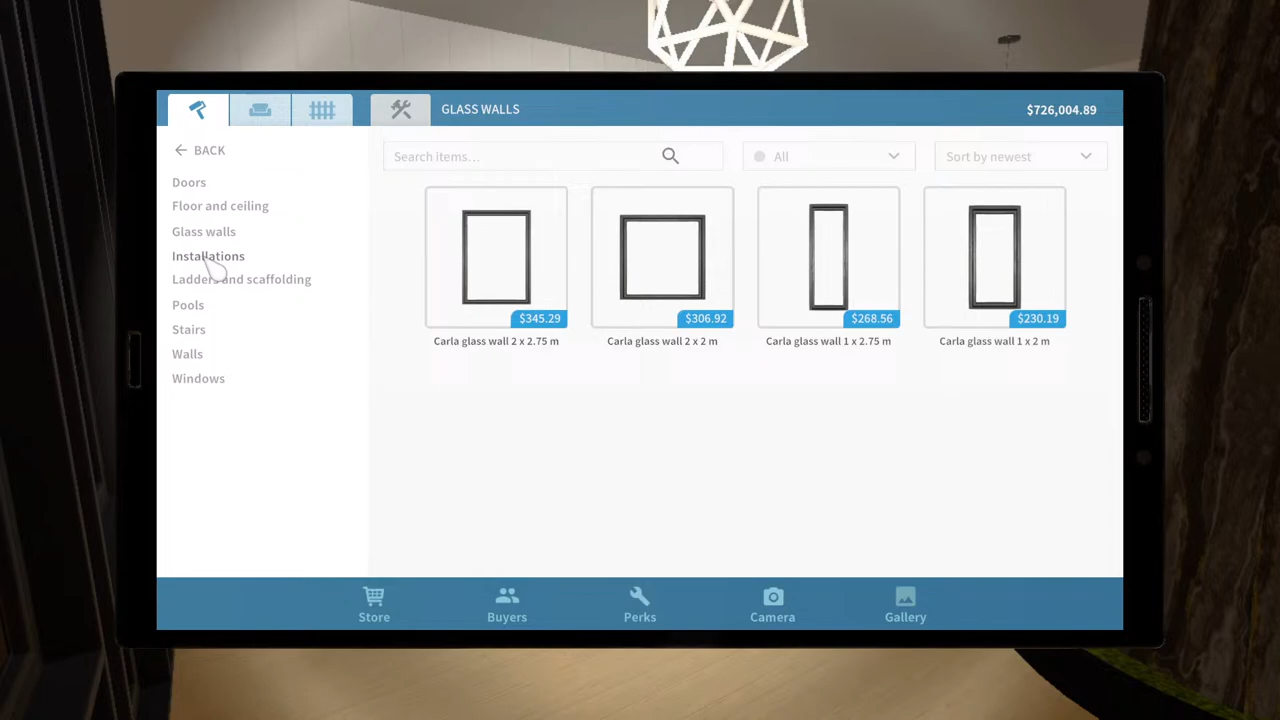 GLASS WALLS
$726,004.89
BACK
Doors
Floor and ceiling
Glass walls
Installations
Ladders and scaffolding
Pools
Stairs
Walls
Windows
Search items...
All
Sort by newest
$345.29
$306.92
$268.56
$230.19
Carla glass wall 2 x 2.75 m
Carla glass wall 2 x 2 m
Carla glass wall 1 x 2.75 m
Carla glass wall 1 x 2 m
Store
Buyers
Perks
Camera
Gallery